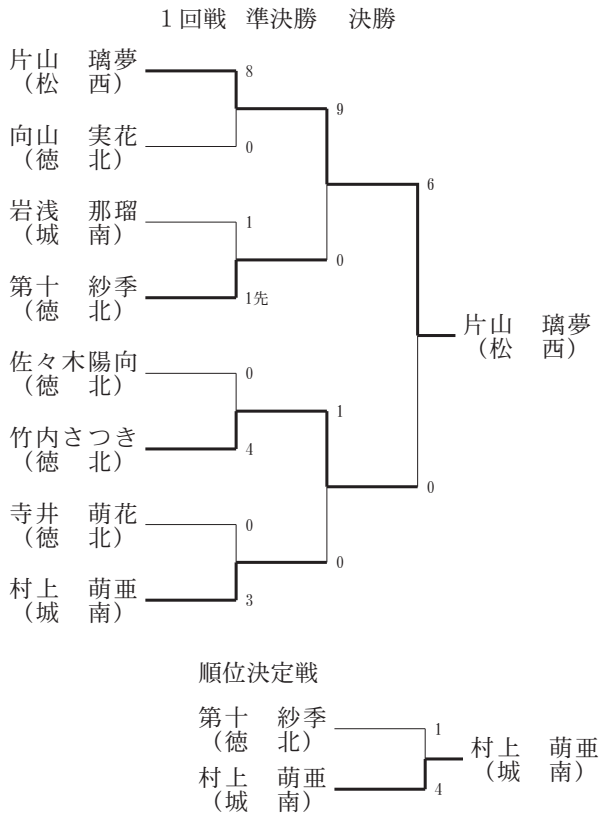 1回戦　準決勝　決勝
片山　璃夢
（松　西）
8
9
向山　実花
（徳　北）
0
6
岩浅　那瑠
（城　南）
1
0
第十　紗季
（徳　北）
1先
片山　璃夢
（松　西）
佐々木陽向
（徳　北）
0
1
竹内さつき
（徳　北）
4
0
寺井　萌花
（徳　北）
0
0
村上　萌亜
（城　南）
3
順位決定戦
第十　紗季
（徳　北）
1
村上　萌亜
（城　南）
村上　萌亜
（城　南）
4